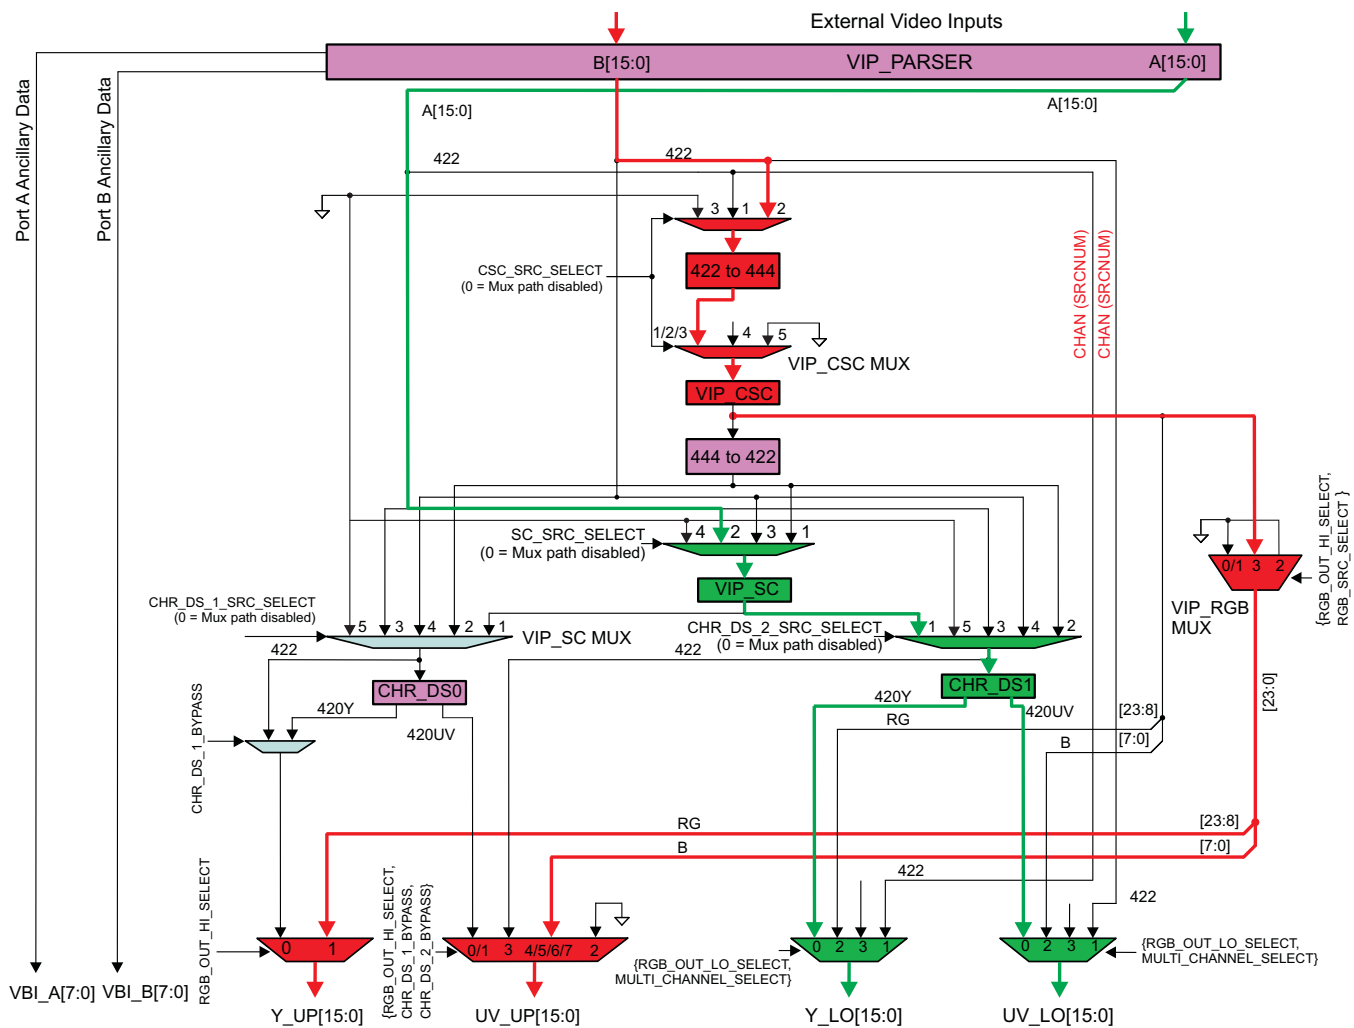 External Video Inputs
B[15:0]
VIP_PARSER
A[15:0]
A[15:0]
A[15:0]
Port A Ancillary Data
Port B Ancillary Data
422
422
3
1
2
CSC_SRC_SELECT
(0 = Mux path disabled)
422 to 444
CHAN (SRCNUM)
CHAN (SRCNUM)
1/2/3
4
5
VIP_CSC MUX
VIP_CSC
444 to 422
SC_SRC_SELECT
(0 = Mux path disabled)
4
2
3
1
VIP_SC
{RGB_OUT_HI_SELECT,
RGB_SRC_SELECT }
0/1
3
2
VIP_RGB
MUX
CHR_DS_1_SRC_SELECT
(0 = Mux path disabled)
5
3
4
2
1
VIP_SC MUX
CHR_DS_2_SRC_SELECT
(0 = Mux path disabled)
1
5
3
4
2
422
422
CHR_DS0
CHR_DS1
420Y
420UV
420Y
420UV
CHR_DS_1_BYPASS
RG
[23:8]
B
[7:0]
[23:0]
RG
[23:8]
B
[7:0]
422
422
RGB_OUT_HI_SELECT
0
1
{RGB_OUT_HI_SELECT,
CHR_DS_1_BYPASS,
CHR_DS_2_BYPASS}
0/1
3
4/5/6/7
2
0
2
3
1
{RGB_OUT_LO_SELECT,
MULTI_CHANNEL_SELECT}
0
2
3
1
{RGB_OUT_LO_SELECT,
MULTI_CHANNEL_SELECT}
VBI_A[7:0]
VBI_B[7:0]
Y_UP[15:0]
UV_UP[15:0]
Y_LO[15:0]
UV_LO[15:0]